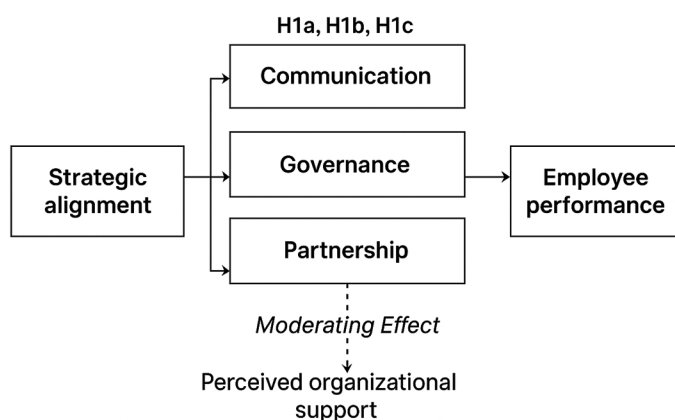 H1a, H1b, H1c
Communication
Strategic
alignment
Governance
Employee
performance
Partnership
Moderating Effect
Perceived organizational
support